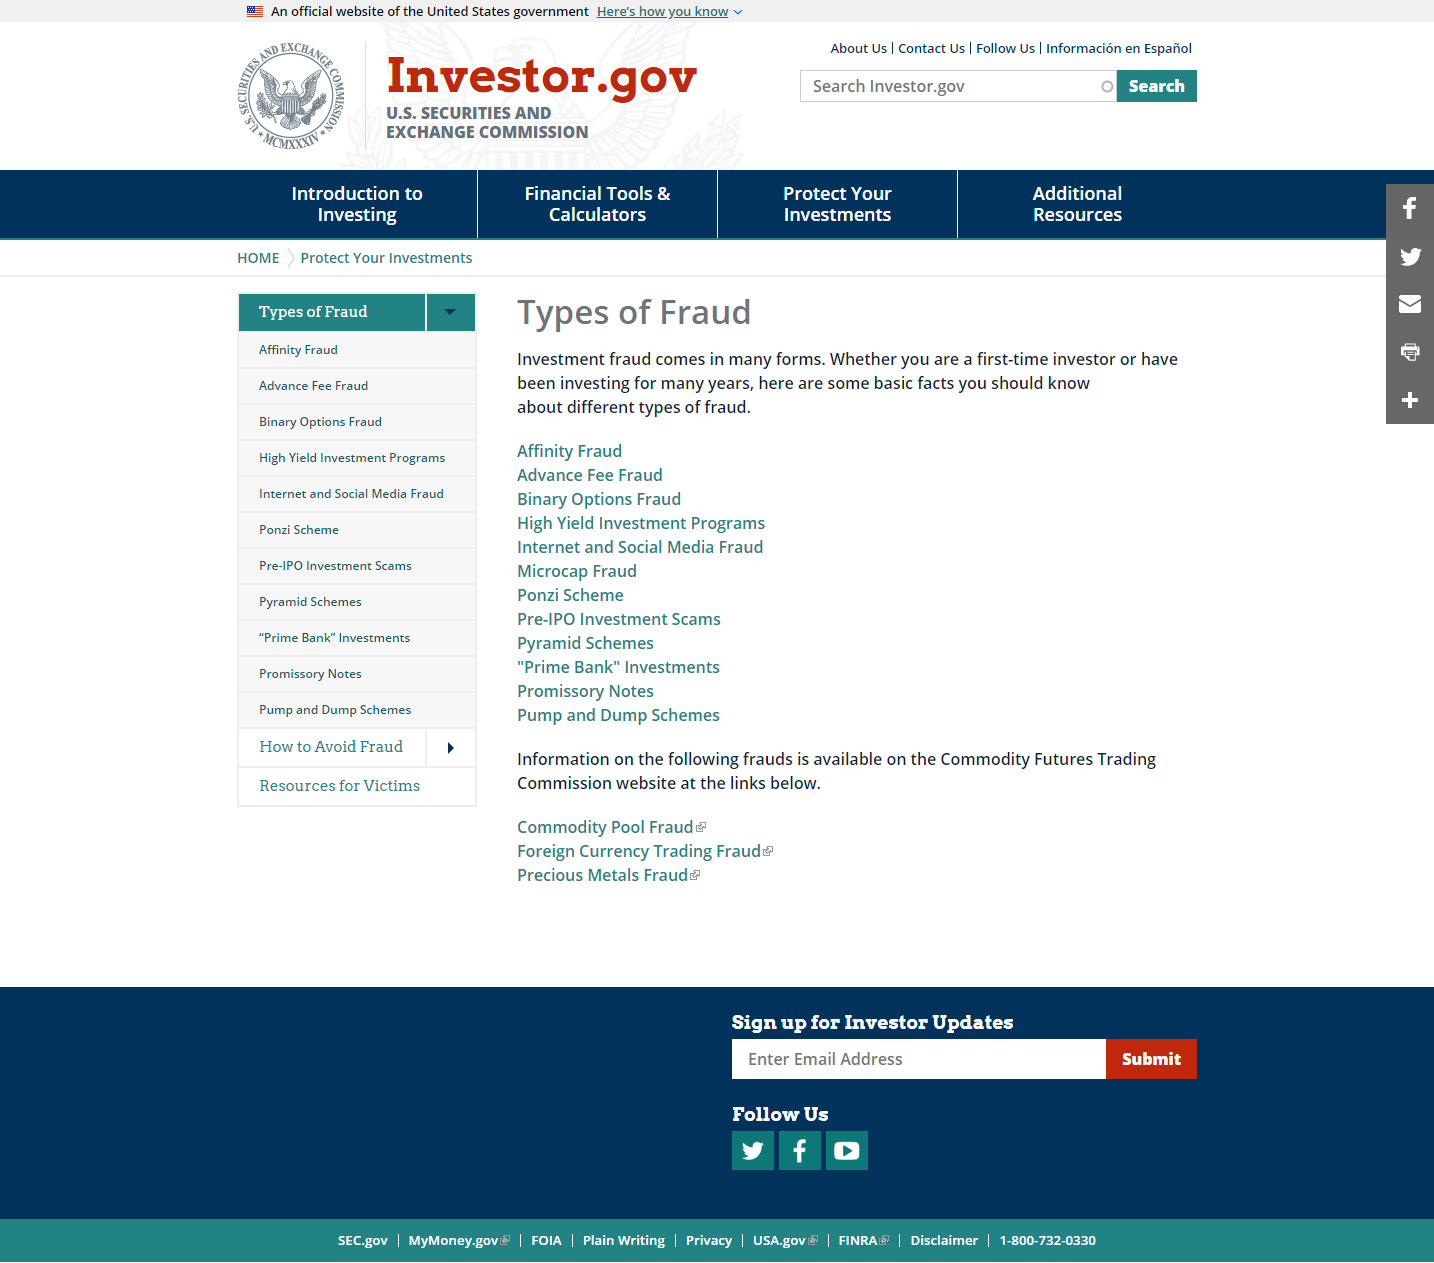 An official website of the United States government Here's how you know
SECURITIES AND EXCHANGE COMMISSION
U.S. MCMXXXIV
Investor.gov
U.S. SECURITIES AND
EXCHANGE COMMISSION
About Us Contact Us Follow Us Información en Español
Search Investor.gov
Search
Introduction to
Investing
Financial Tools &
Calculators
Protect Your
Investments
Additional
Resources
HOME Protect Your Investments
Types of Fraud
Affinity Fraud
Advance Fee Fraud
Binary Options Fraud
High Yield Investment Programs
Internet and Social Media Fraud
Ponzi Scheme
Pre-IPO Investment Scams
Pyramid Schemes
“Prime Bank” Investments
Promissory Notes
Pump and Dump Schemes
How to Avoid Fraud
Resources for Victims
Types of Fraud
Investment fraud comes in many forms. Whether you are a first-time investor or have
been investing for many years, here are some basic facts you should know
about different types of fraud.
Affinity Fraud
Advance Fee Fraud
Binary Options Fraud
High Yield Investment Programs
Internet and Social Media Fraud
Microcap Fraud
Ponzi Scheme
Pre-IPO Investment Scams
Pyramid Schemes
"Prime Bank" Investments
Promissory Notes
Pump and Dump Schemes
Information on the following frauds is available on the Commodity Futures Trading
Commission website at the links below.
Commodity Pool Fraud
Foreign Currency Trading Fraud
Precious Metals Fraud
Sign up for Investor Updates
Enter Email Address
Submit
Follow Us
SEC.gov MyMoney.gov FOIA Plain Writing Privacy USA.gov FINRA Disclaimer 1-800-732-0330